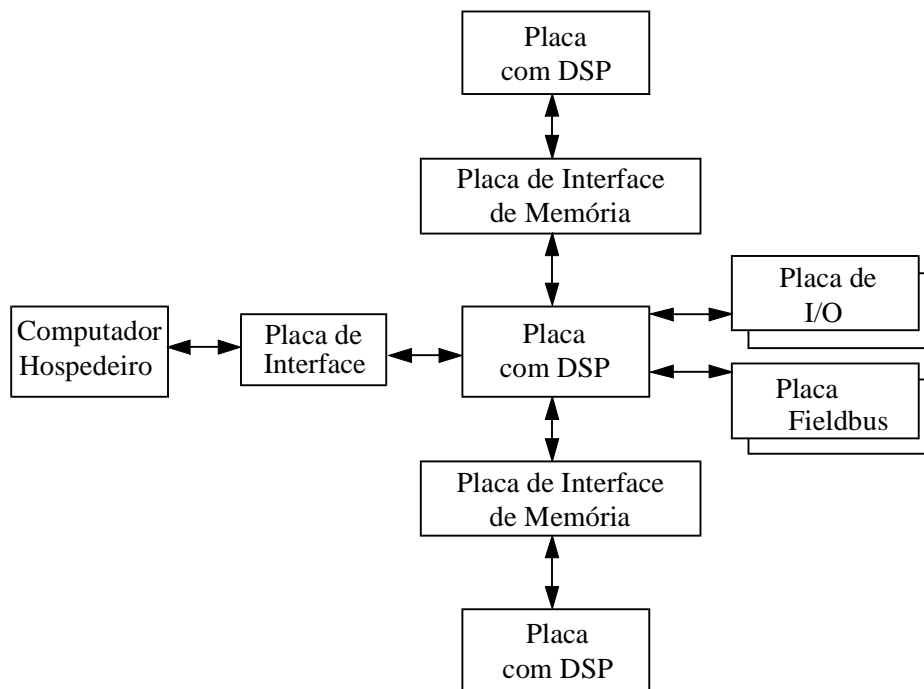 Placa
com DSP
Placa de Interface
de Memória
Placa de
I/O
Computador
Hospedeiro
Placa de
Interface
Placa
com DSP
Placa
Fieldbus
Placa de Interface
de Memória
Placa
com DSP